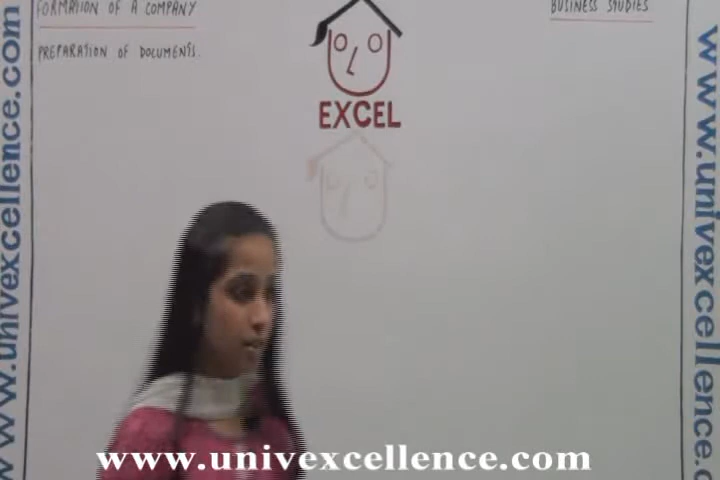 FORMATION OF A COMPANY
BUSINESS STUDIES
PREPARATION OF DOCUMENTS.
EXCEL
www.univexcellence.com
www.univexcellence.com
www.univexcellence.com